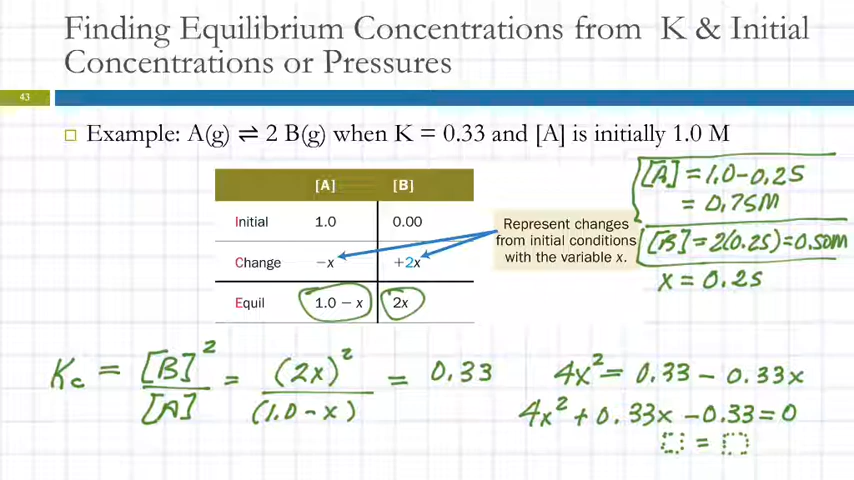 Finding Equilibrium Concentrations from K & Initial
Concentrations or Pressures
43
Example: A(g) ⇌ 2 B(g) when K = 0.33 and [A] is initially 1.0 M
[A] [B]
Initial 1.0 0.00
Change −x +2x
Equil 1.0 − x 2x
Represent changes
from initial conditions
with the variable x.
[A] = 1.0 - 0.25
= 0.75M
[B] = 2(0.25) = 0.50M
x = 0.25
Kc = [B]² / [A] = (2x)² / (1.0 - x) = 0.33
4x² = 0.33 - 0.33x
4x² + 0.33x - 0.33 = 0
=